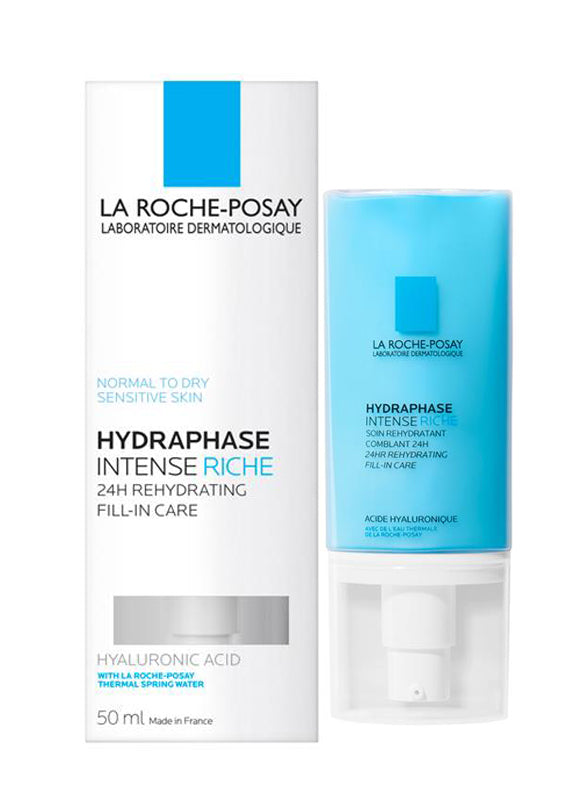 LA ROCHE-POSAY
LABORATOIRE DERMATOLOGIQUE
NORMAL TO DRY
SENSITIVE SKIN
HYDRAPHASE
INTENSE RICHE
24H REHYDRATING
FILL-IN CARE
HYALURONIC ACID
WITH LA ROCHE-POSAY
THERMAL SPRING WATER
50 ml Made in France
LA ROCHE-POSAY
LABORATOIRE DERMATOLOGIQUE
HYDRAPHASE
INTENSE RICHE
SOIN REHYDRATANT
COMBLANT 24H
24HR REHYDRATING
FILL-IN CARE
ACIDE HYALURONIQUE
AVEC DE L'EAU THERMALE
DE LA ROCHE-POSAY